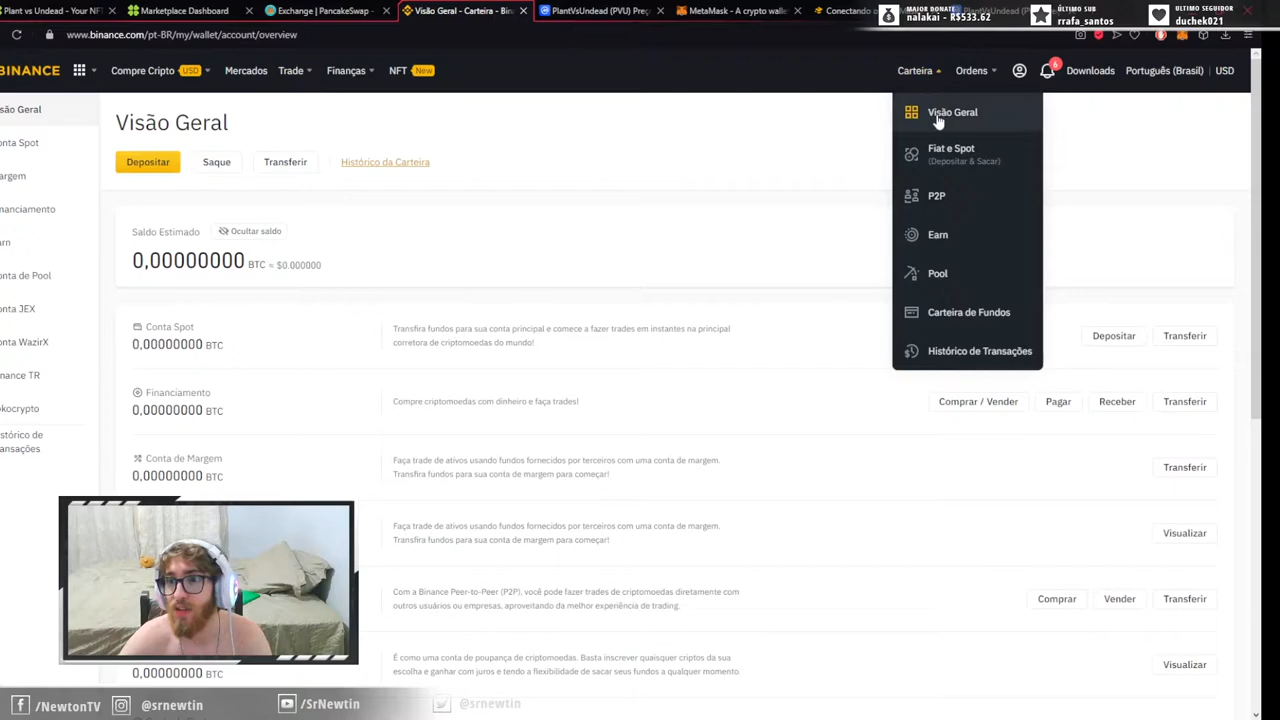 Plant vs Undead - Your NFT
Marketplace Dashboard
Exchange | PancakeSwap -
Visão Geral - Carteira - Bin
PlantVsUndead (PVU) Preç
MetaMask - A crypto wallet
Conectando o
PlantVsUndead (P
MAIOR DONATE
nalakai - R$533.62
ÚLTIMO SUB
rrafa_santos
ÚLTIMO SEGUIDOR
duchek021
www.binance.com/pt-BR/my/wallet/account/overview
BINANCE
Compre Cripto USD
Mercados
Trade
Finanças
NFT New
Carteira
Ordens
6
Downloads
Português (Brasil)
USD
isão Geral
onta Spot
argem
nanciamento
arn
onta de Pool
onta JEX
onta WazirX
inance TR
okocrypto
stórico de
ansações
Visão Geral
Depositar
Saque
Transferir
Histórico da Carteira
Saldo Estimado
Ocultar saldo
0,00000000 BTC ≈ $0.000000
Visão Geral
Fiat e Spot
(Depositar & Sacar)
P2P
Earn
Pool
Carteira de Fundos
Histórico de Transações
Conta Spot
0,00000000 BTC
Transfira fundos para sua conta principal e comece a fazer trades em instantes na principal
corretora de criptomoedas do mundo!
Depositar
Transferir
Financiamento
0,00000000 BTC
Compre criptomoedas com dinheiro e faça trades!
Comprar / Vender
Pagar
Receber
Transferir
Conta de Margem
0,00000000 BTC
Faça trade de ativos usando fundos fornecidos por terceiros com uma conta de margem.
Transfira fundos para sua conta de margem para começar!
Transferir
Faça trade de ativos usando fundos fornecidos por terceiros com uma conta de margem.
Transfira fundos para sua conta de margem para começar!
Visualizar
Com a Binance Peer-to-Peer (P2P), você pode fazer trades de criptomoedas diretamente com
outros usuários ou empresas, aproveitando da melhor experiência de trading.
Comprar
Vender
Transferir
É como uma conta de poupança de criptomoedas. Basta inscrever quaisquer criptos da sua
escolha e ganhar com juros e tendo a flexibilidade de sacar seus fundos a qualquer momento
Visualizar
0,00000000 BTC
/NewtonTV
@srnewtin
/SrNewtin
@srnewtin